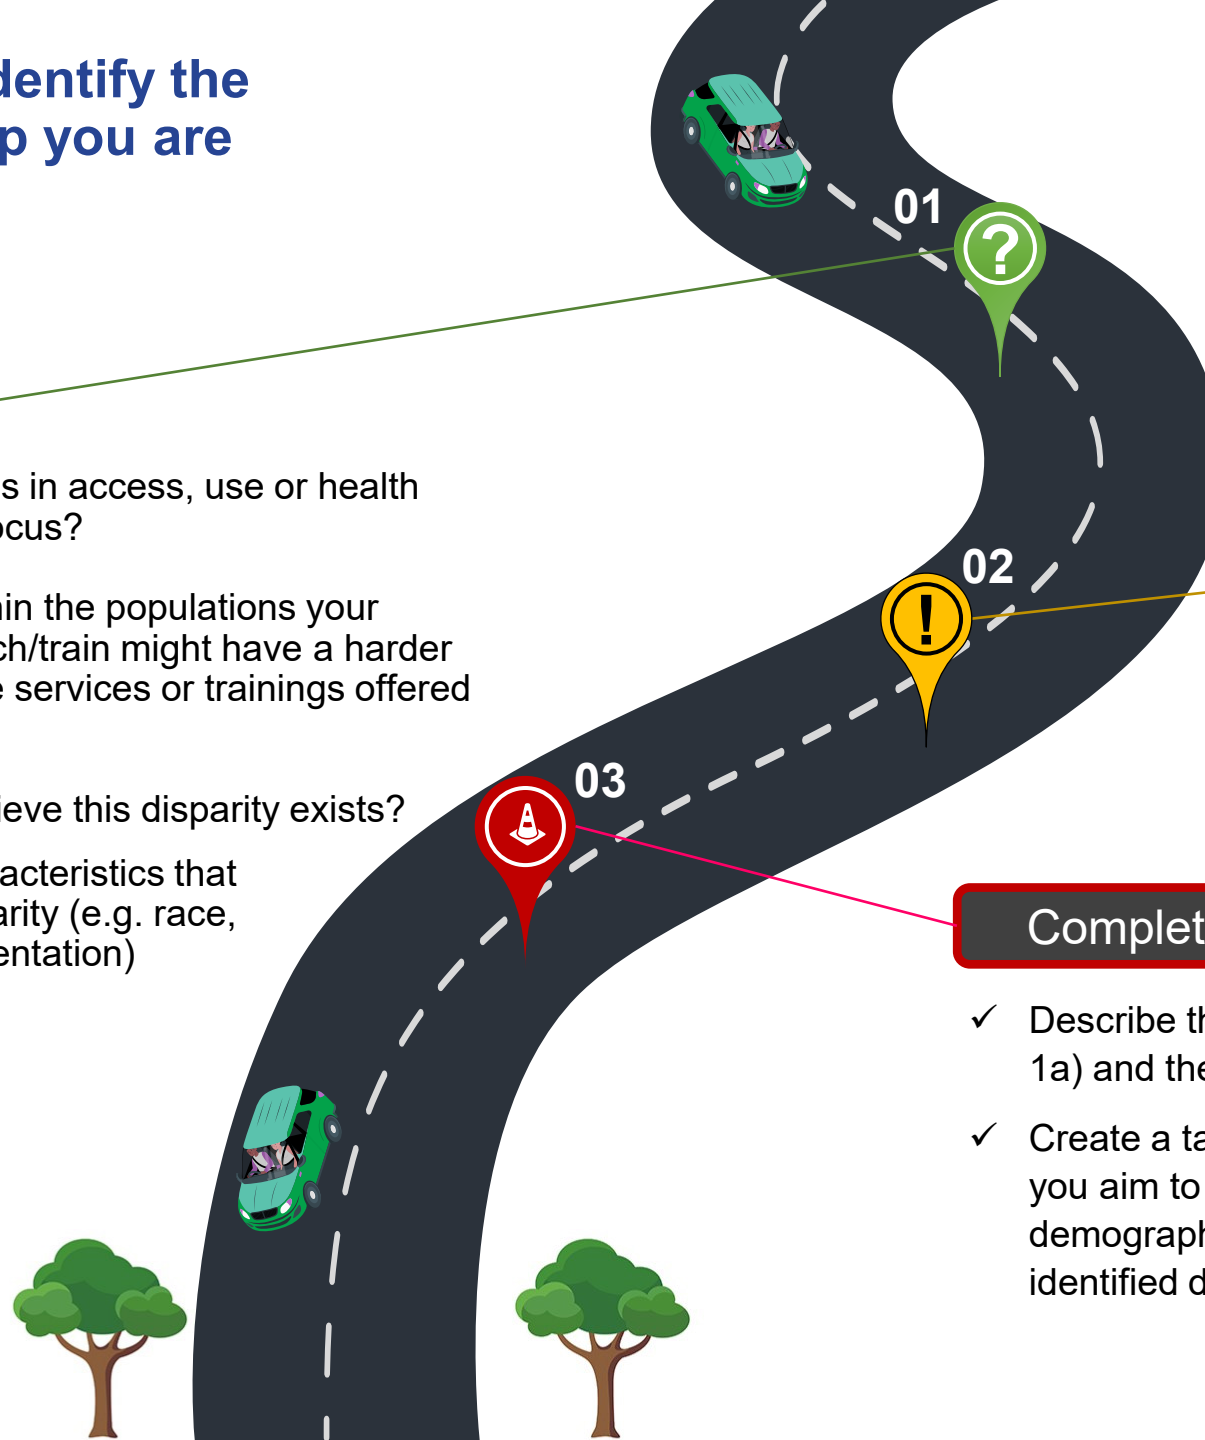 dentify the
p you are
01
?
s in access, use or health
ocus?
02
!
in the populations your
ch/train might have a harder
services or trainings offered
03
ieve this disparity exists?
acteristics that
arity (e.g. race,
entation)
Complet
Describe th
1a) and the
Create a ta
you aim to
demograph
identified d